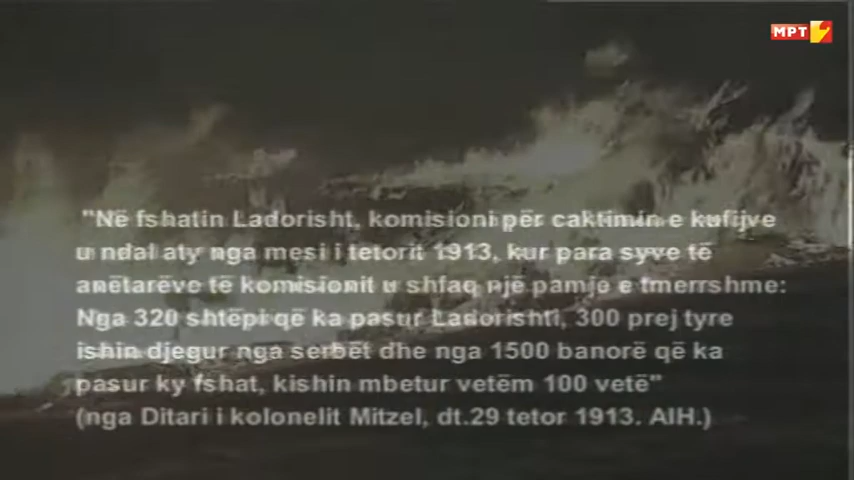 МРТ 2
"Në fshatin Ladorisht, komisioni për caktimin e kufijve
u ndal aty nga mesi i tetorit 1913, kur para syve të
anëtarëve të komisionit u shfaq një pamje e tmerrshme:
Nga 320 shtëpi që ka pasur Ladorishti, 300 prej tyre
ishin djegur nga serbët dhe nga 1500 banorë që ka
pasur ky fshat, kishin mbetur vetëm 100 vetë"
(nga Ditari i kolonelit Mitzel, dt.29 tetor 1913. AIH.)